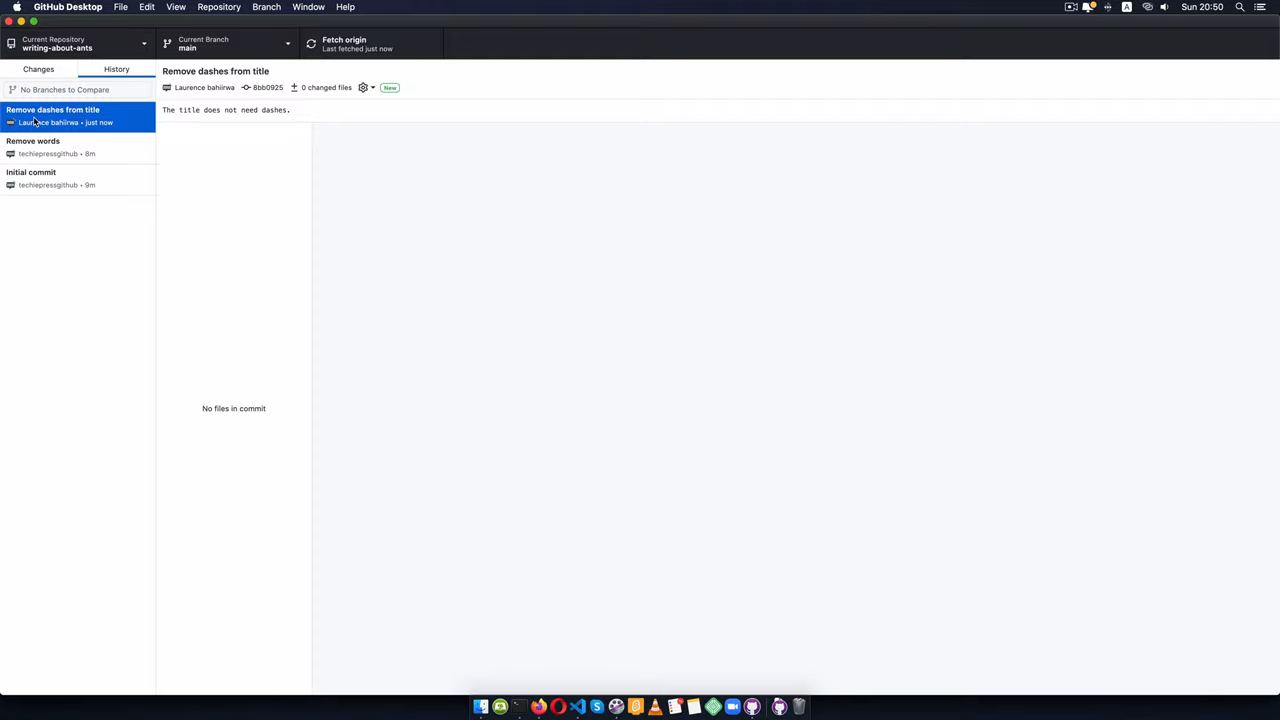 GitHub Desktop File Edit View Repository Branch Window Help
A Sun 20:50
Current Repository
writing-about-ants
Current Branch
main
Fetch origin
Last fetched just now
Changes History
No Branches to Compare
Remove dashes from title
Laurence bahiirwa • just now
Remove words
techiepressgithub • 8m
Initial commit
techiepressgithub • 9m
Remove dashes from title
Laurence bahiirwa 8bb0925 0 changed files New
The title does not need dashes.
No files in commit